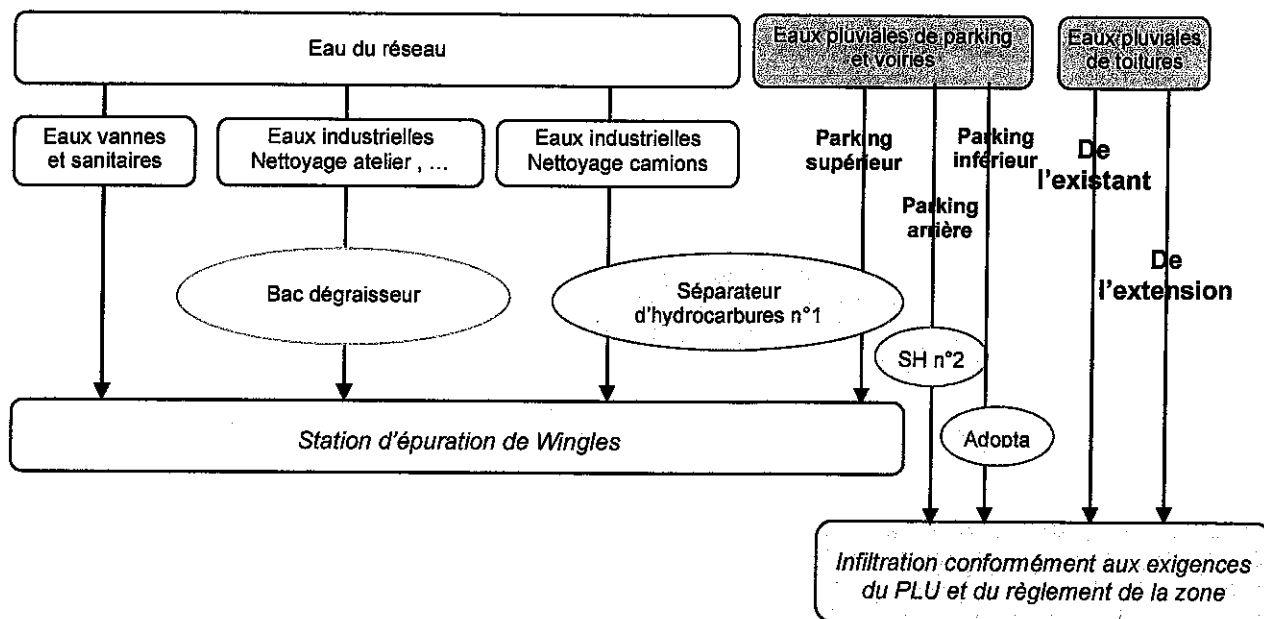 Eau du réseau
Eaux pluviales de parking
et voiries
Eaux pluviales
de toitures
Eaux vannes
et sanitaires
Eaux industrielles
Nettoyage atelier , ...
Eaux industrielles
Nettoyage camions
Parking
supérieur
Parking
arrière
Parking
inférieur
De
l'existant
De
l'extension
Bac dégraisseur
Séparateur
d'hydrocarbures n°1
SH n°2
Adopta
Station d'épuration de Wingles
Infiltration conformément aux exigences
du PLU et du règlement de la zone